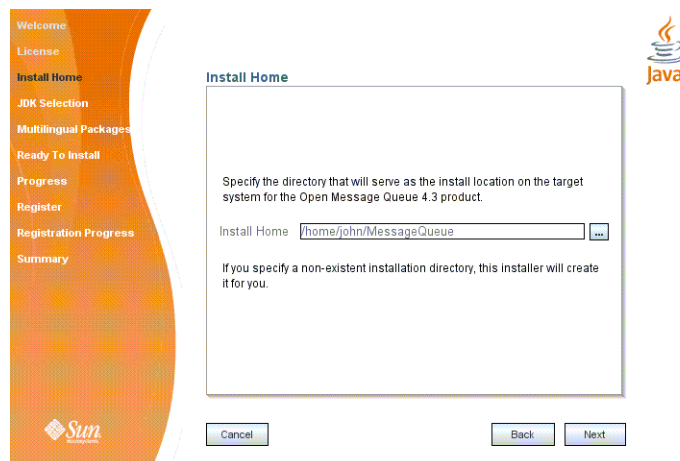 Welcome
License
Install Home
JDK Selection
Multilingual Packages
Ready To Install
Progress
Register
Registration Progress
Summary
Sun
microsystems
Java
Install Home
Specify the directory that will serve as the install location on the target
system for the Open Message Queue 4.3 product.
Install Home /home/john/MessageQueue ...
If you specify a non-existent installation directory, this installer will create
it for you.
Cancel Back Next